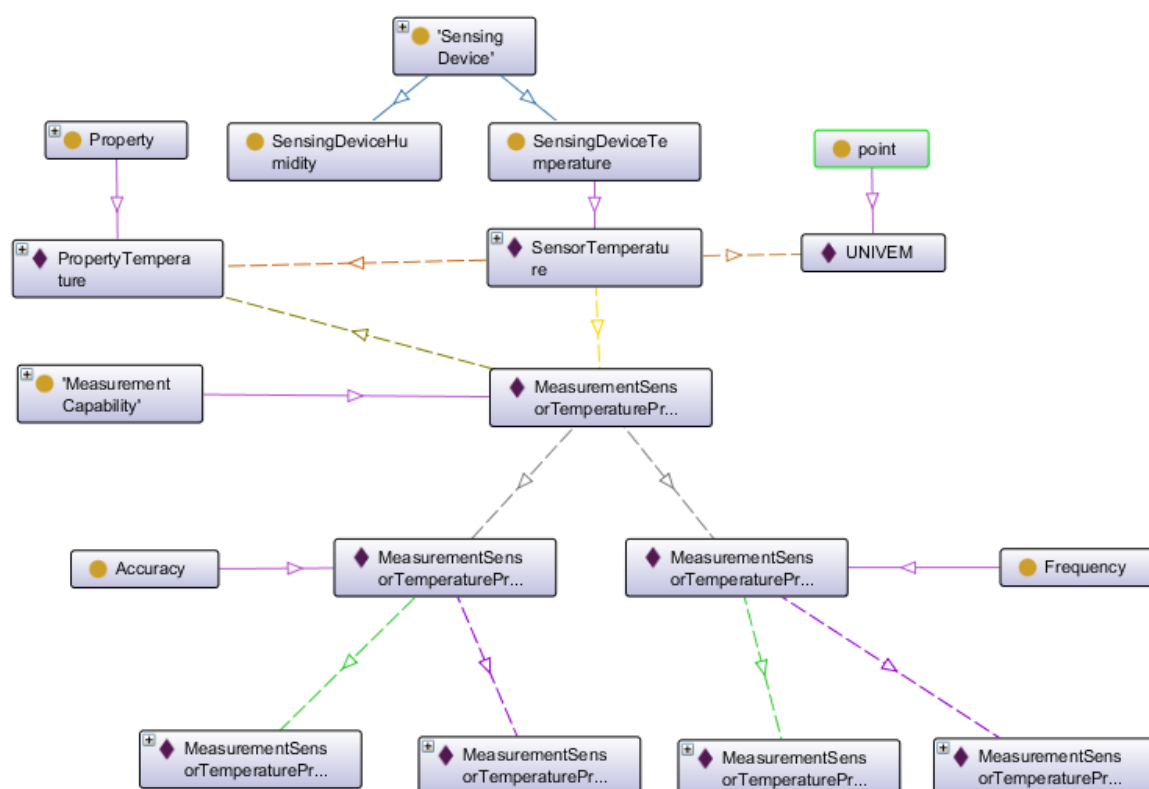 'Sensing
Device'
Property
SensingDeviceHu
midity
SensingDeviceTe
mperature
point
PropertyTempera
ture
SensorTemperatu
re
UNIVEM
'Measurement
Capability'
MeasurementSens
orTemperaturePr...
Accuracy
MeasurementSens
orTemperaturePr...
MeasurementSens
orTemperaturePr...
Frequency
MeasurementSens
orTemperaturePr...
MeasurementSens
orTemperaturePr...
MeasurementSens
orTemperaturePr...
MeasurementSens
orTemperaturePr...